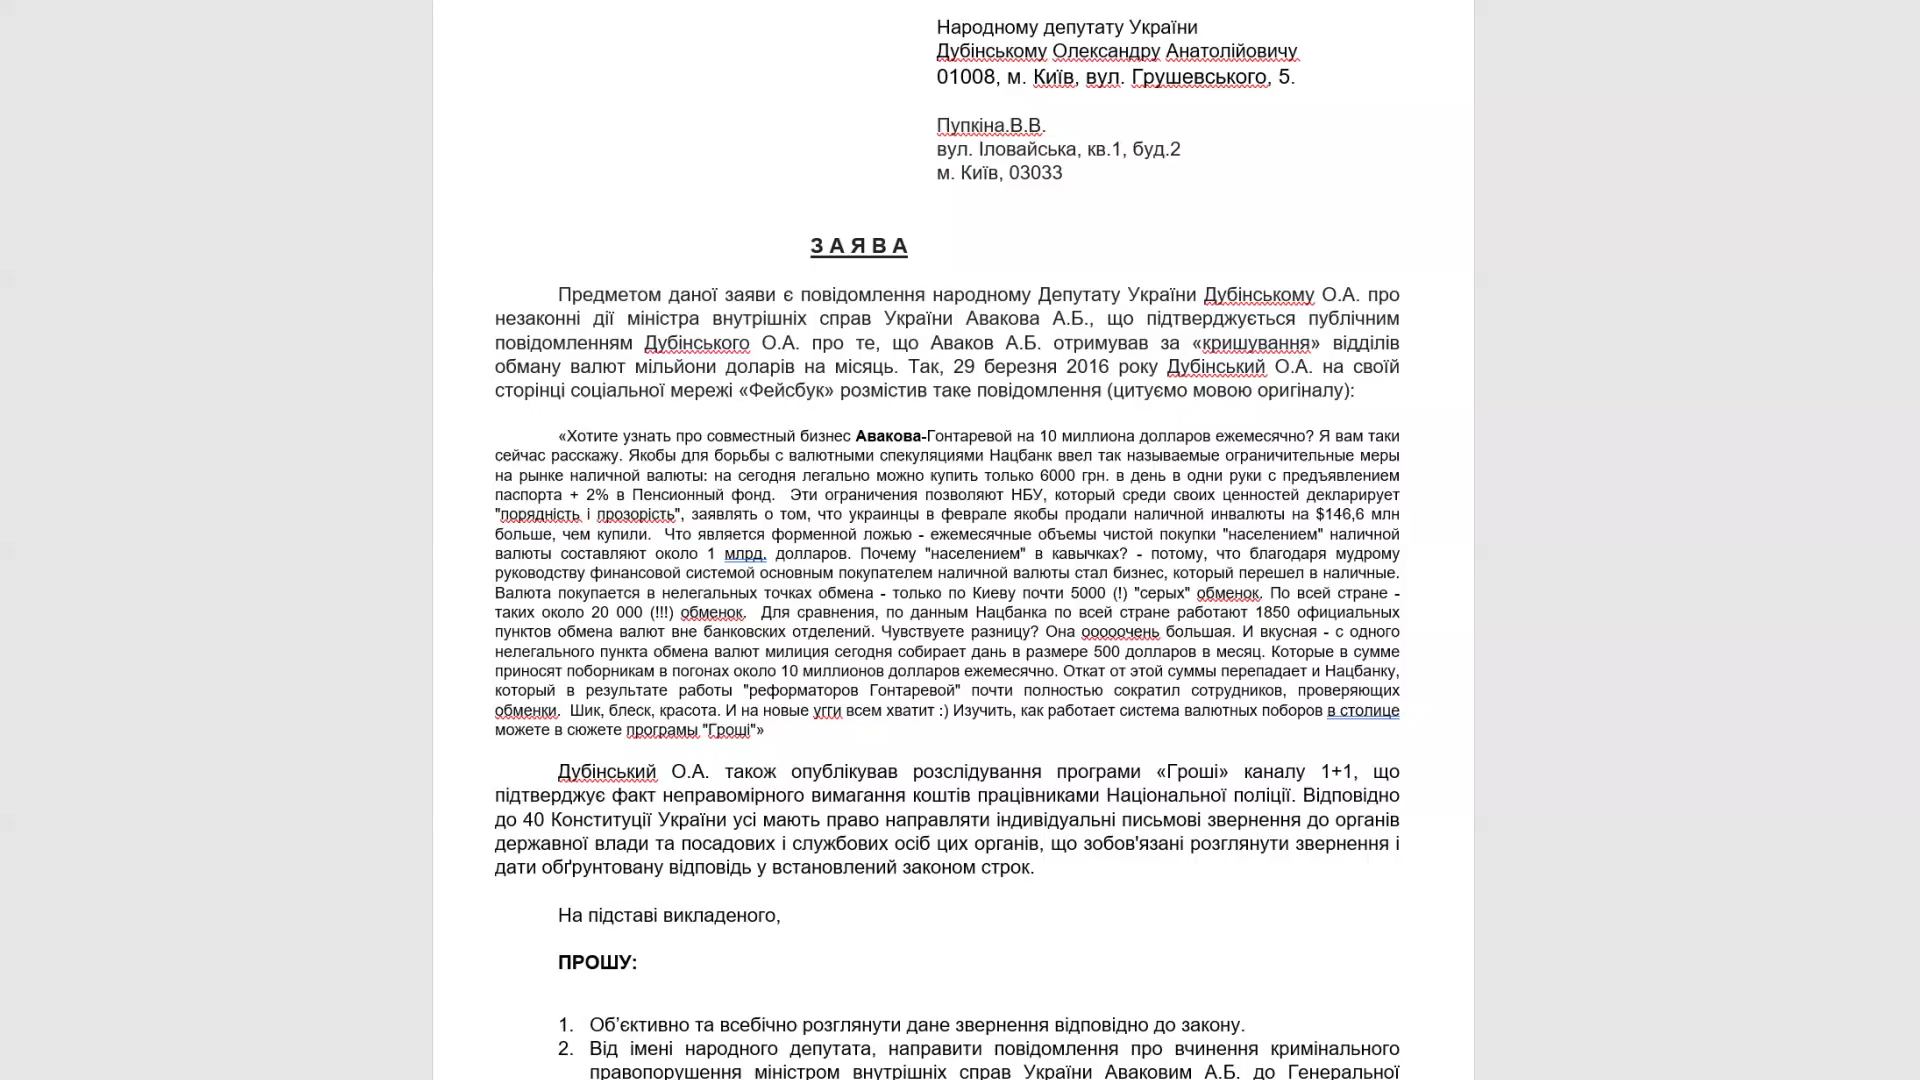 Народному депутату України
Дубінському Олександру Анатолійовичу
01008, м. Київ, вул. Грушевського, 5.
Пупкіна.В.В.
вул. Іловайська, кв.1, буд.2
м. Київ, 03033
З А Я В А
Предметом даної заяви є повідомлення народному Депутату України Дубінському О.А. про
незаконні дії міністра внутрішніх справ України Авакова А.Б., що підтверджується публічним
повідомленням Дубінського О.А. про те, що Аваков А.Б. отримував за «кришування» відділів
обману валют мільйони доларів на місяць. Так, 29 березня 2016 року Дубінський О.А. на своїй
сторінці соціальної мережі «Фейсбук» розмістив таке повідомлення (цитуємо мовою оригіналу):
«Хотите узнать про совместный бизнес Авакова-Гонтаревой на 10 миллиона долларов ежемесячно? Я вам таки
сейчас расскажу. Якобы для борьбы с валютными спекуляциями Нацбанк ввел так называемые ограничительные меры
на рынке наличной валюты: на сегодня легально можно купить только 6000 грн. в день в одни руки с предъявлением
паспорта + 2% в Пенсионный фонд. Эти ограничения позволяют НБУ, который среди своих ценностей декларирует
"порядність і прозорість", заявлять о том, что украинцы в феврале якобы продали наличной инвалюты на $146,6 млн
больше, чем купили. Что является форменной ложью - ежемесячные объемы чистой покупки "населением" наличной
валюты составляют около 1 млрд. долларов. Почему "населением" в кавычках? - потому, что благодаря мудрому
руководству финансовой системой основным покупателем наличной валюты стал бизнес, который перешел в наличные.
Валюта покупается в нелегальных точках обмена - только по Киеву почти 5000 (!) "серых" обменок. По всей стране -
таких около 20 000 (!!!) обменок. Для сравнения, по данным Нацбанка по всей стране работают 1850 официальных
пунктов обмена валют вне банковских отделений. Чувствуете разницу? Она ооооочень большая. И вкусная - с одного
нелегального пункта обмена валют милиция сегодня собирает дань в размере 500 долларов в месяц. Которые в сумме
приносят поборникам в погонах около 10 миллионов долларов ежемесячно. Откат от этой суммы перепадает и Нацбанку,
который в результате работы "реформаторов Гонтаревой" почти полностью сократил сотрудников, проверяющих
обменки. Шик, блеск, красота. И на новые угги всем хватит :) Изучить, как работает система валютных поборов в столице
можете в сюжете програмы "Гроші"»
Дубінський О.А. також опублікував розслідування програми «Гроші» каналу 1+1, що
підтверджує факт неправомірного вимагання коштів працівниками Національної поліції. Відповідно
до 40 Конституції України усі мають право направляти індивідуальні письмові звернення до органів
державної влади та посадових і службових осіб цих органів, що зобов'язані розглянути звернення і
дати обґрунтовану відповідь у встановлений законом строк.
На підставі викладеного,
ПРОШУ:
1. Об’єктивно та всебічно розглянути дане звернення відповідно до закону.
2. Від імені народного депутата, направити повідомлення про вчинення кримінального
правопорушення міністром внутрішніх справ України Аваковим А.Б. до Генеральної